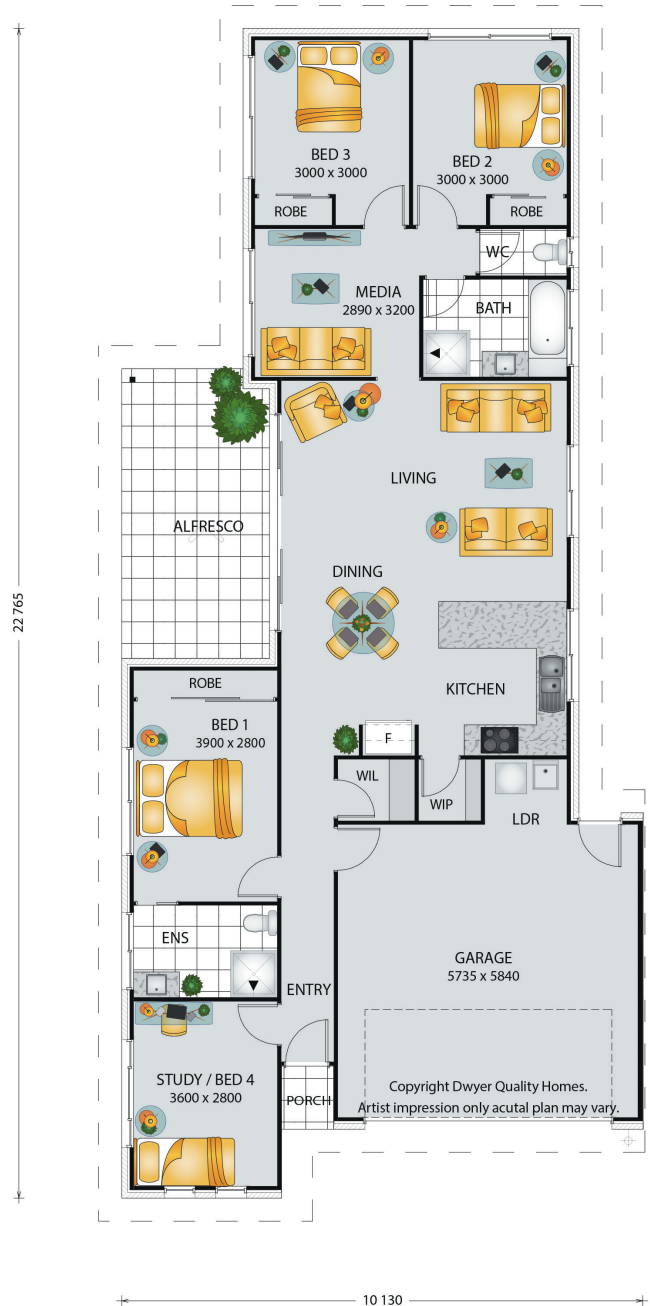 BED 3
3000 x 3000
BED 2
3000 x 3000
ROBE
ROBE
WC
MEDIA
2890 x 3200
BATH
LIVING
ALFRESCO
DINING
22 765
ROBE
KITCHEN
BED 1
3900 x 2800
F
WIL
WIP
LDR
ENS
GARAGE
5735 x 5840
ENTRY
STUDY / BED 4
3600 x 2800
PORCH
Copyright Dwyer Quality Homes.
Artist impression only acutal plan may vary.
10 130